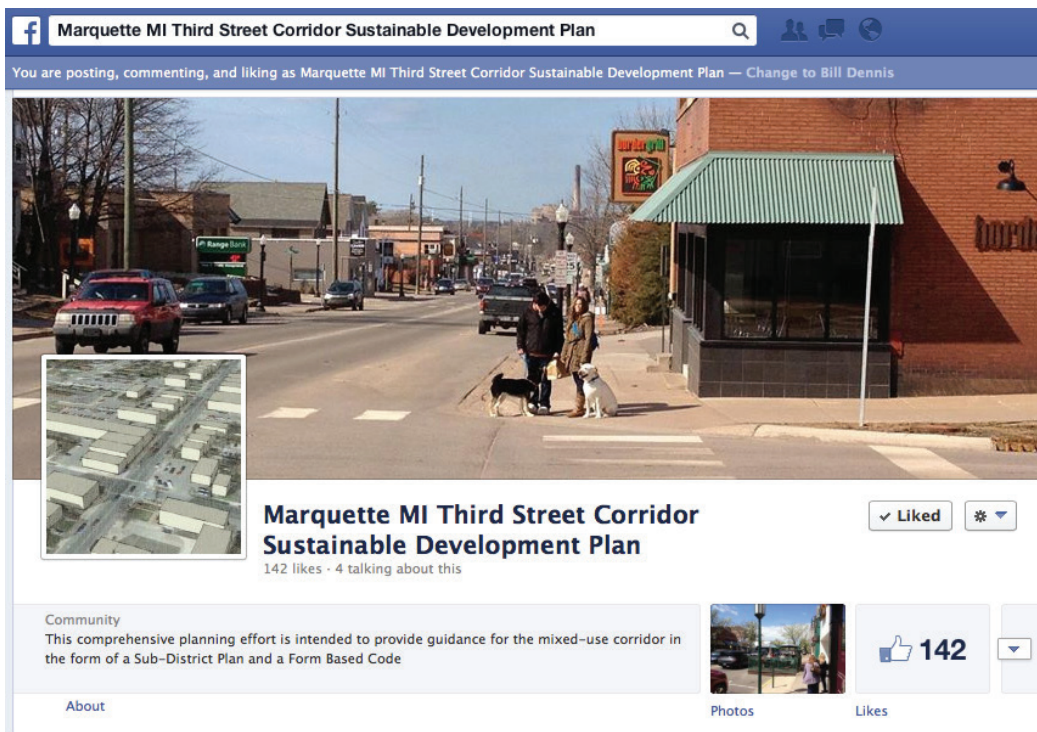 f Marquette MI Third Street Corridor Sustainable Development Plan
You are posting, commenting, and liking as Marquette MI Third Street Corridor Sustainable Development Plan — Change to Bill Dennis
border grill
Range Bank
Marquette MI Third Street Corridor
Sustainable Development Plan
✓ Liked
142 likes · 4 talking about this
Community
This comprehensive planning effort is intended to provide guidance for the mixed-use corridor in
the form of a Sub-District Plan and a Form Based Code
142
About
Photos
Likes